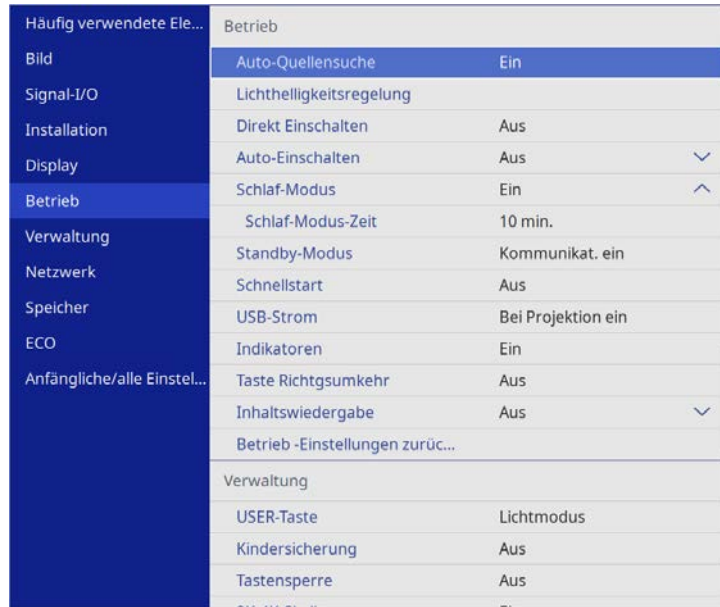 Häufig verwendete Ele...
Bild
Signal-I/O
Installation
Display
Betrieb
Verwaltung
Netzwerk
Speicher
ECO
Anfängliche/alle Einstel...
Betrieb
Auto-Quellensuche Ein
Lichthelligkeitsregelung
Direkt Einschalten Aus
Auto-Einschalten Aus
Schlaf-Modus Ein
Schlaf-Modus-Zeit 10 min.
Standby-Modus Kommunikat. ein
Schnellstart Aus
USB-Strom Bei Projektion ein
Indikatoren Ein
Taste Richtgsumkehr Aus
Inhaltswiedergabe Aus
Betrieb -Einstellungen zurüc...
Verwaltung
USER-Taste Lichtmodus
Kindersicherung Aus
Tastensperre Aus